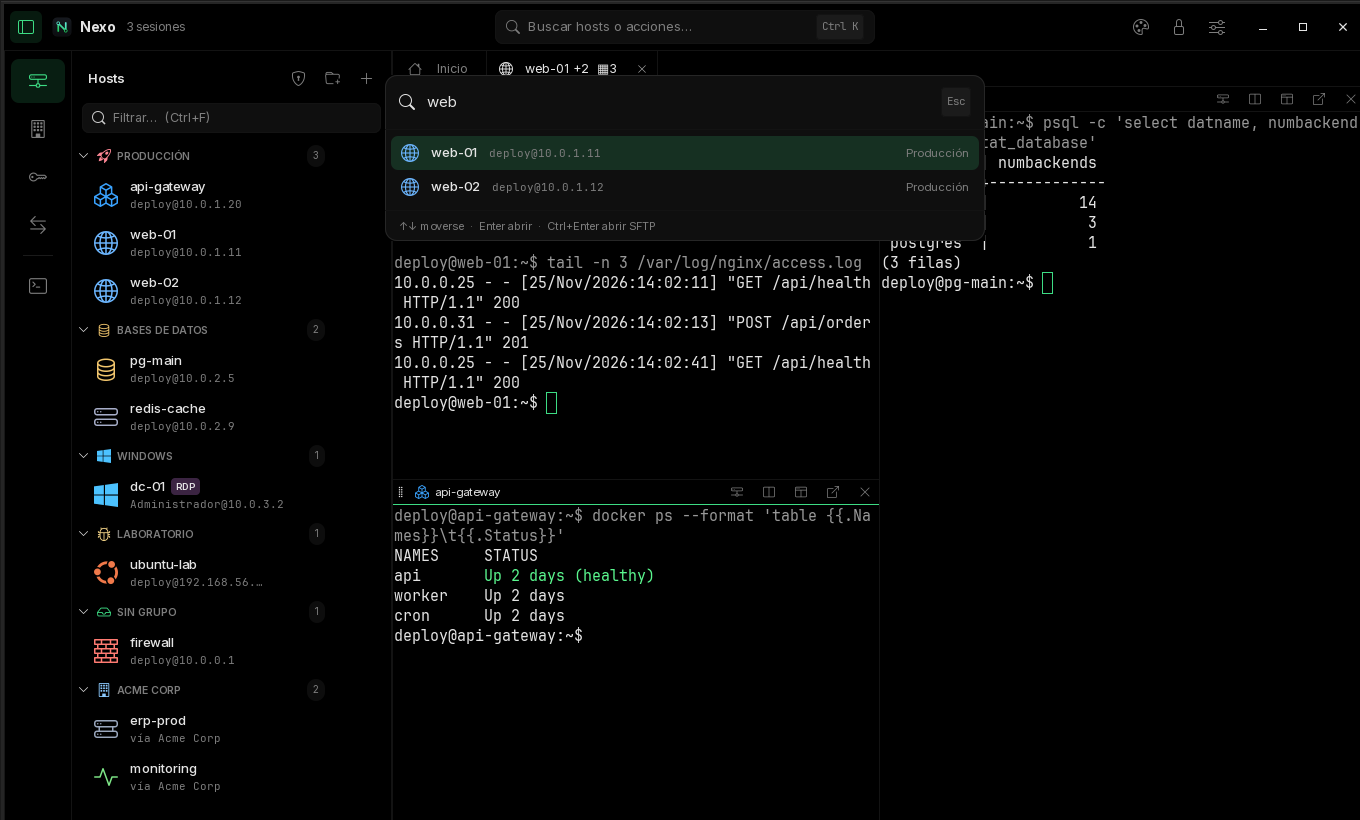 Nexo 3 sesiones
Buscar hosts o acciones… Ctrl K
Hosts
Filtrar… (Ctrl+F)
PRODUCCIÓN 3
api-gateway
deploy@10.0.1.20
web-01
deploy@10.0.1.11
web-02
deploy@10.0.1.12
BASES DE DATOS 2
pg-main
deploy@10.0.2.5
redis-cache
deploy@10.0.2.9
WINDOWS 1
dc-01 RDP
Administrador@10.0.3.2
LABORATORIO 1
ubuntu-lab
deploy@192.168.56.…
SIN GRUPO 1
firewall
deploy@10.0.0.1
ACME CORP 2
erp-prod
vía Acme Corp
monitoring
vía Acme Corp
Inicio
web-01 +2 ▦3
web Esc
web-01 deploy@10.0.1.11 Producción
web-02 deploy@10.0.1.12 Producción
↑↓ moverse · Enter abrir · Ctrl+Enter abrir SFTP
deploy@web-01:~$ tail -n 3 /var/log/nginx/access.log
10.0.0.25 - - [25/Nov/2026:14:02:11] "GET /api/health
HTTP/1.1" 200
10.0.0.31 - - [25/Nov/2026:14:02:13] "POST /api/order
s HTTP/1.1" 201
10.0.0.25 - - [25/Nov/2026:14:02:41] "GET /api/health
HTTP/1.1" 200
deploy@web-01:~$
api-gateway
deploy@api-gateway:~$ docker ps --format 'table {{.Na
mes}}\t{{.Status}}'
NAMES STATUS
api Up 2 days (healthy)
worker Up 2 days
cron Up 2 days
deploy@api-gateway:~$
ain:~$ psql -c 'select datname, numbackend
tat_database'
numbackends
-------------
14
3
postgres | 1
(3 filas)
deploy@pg-main:~$